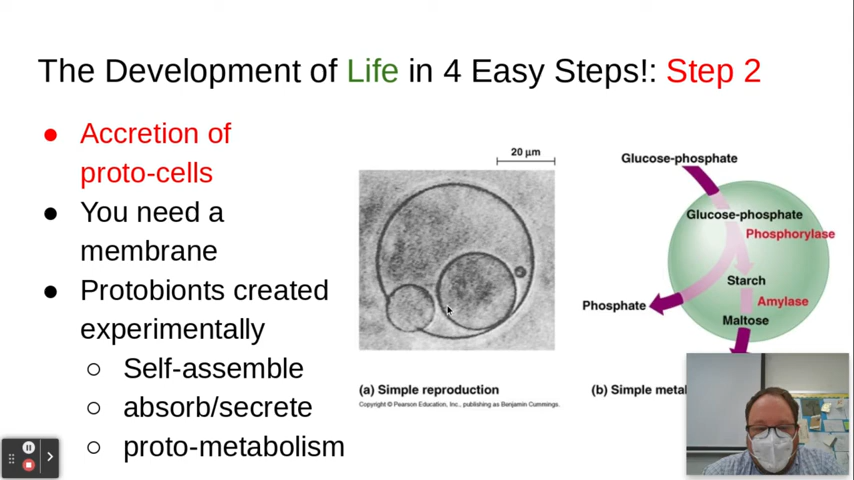 The Development of Life in 4 Easy Steps!: Step 2
● Accretion of
proto-cells
● You need a
membrane
● Protobionts created
experimentally
○ Self-assemble
○ absorb/secrete
○ proto-metabolism
20 μm
(a) Simple reproduction
Copyright © Pearson Education, Inc., publishing as Benjamin Cummings.
Glucose-phosphate
Glucose-phosphate
Phosphorylase
Starch
Phosphate
Amylase
Maltose
(b) Simple metal